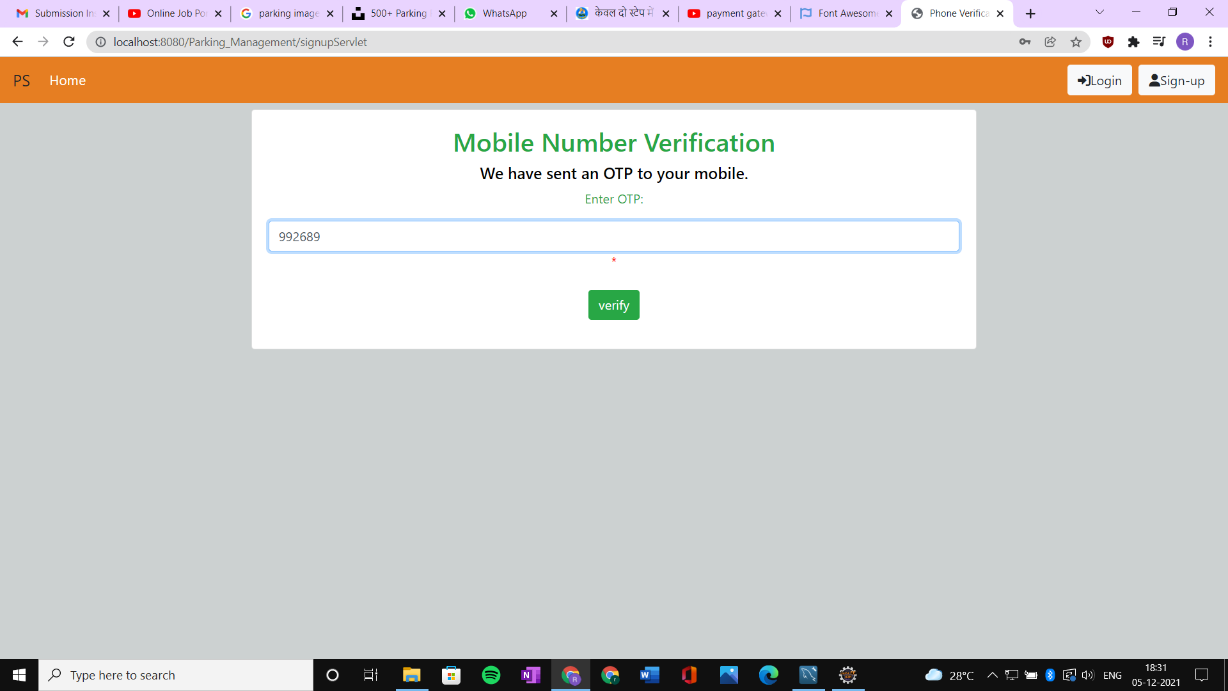 Submission In
Online Job Po
parking image
500+ Parking
WhatsApp
केवल दो स्टेप में
payment gate
Font Awesom
Phone Verifica
localhost:8080/Parking_Management/signupServlet
R
PS
Home
Login
Sign-up
Mobile Number Verification
We have sent an OTP to your mobile.
Enter OTP:
992689
*
verify
Type here to search
28°C
ENG
18:31
05-12-2021